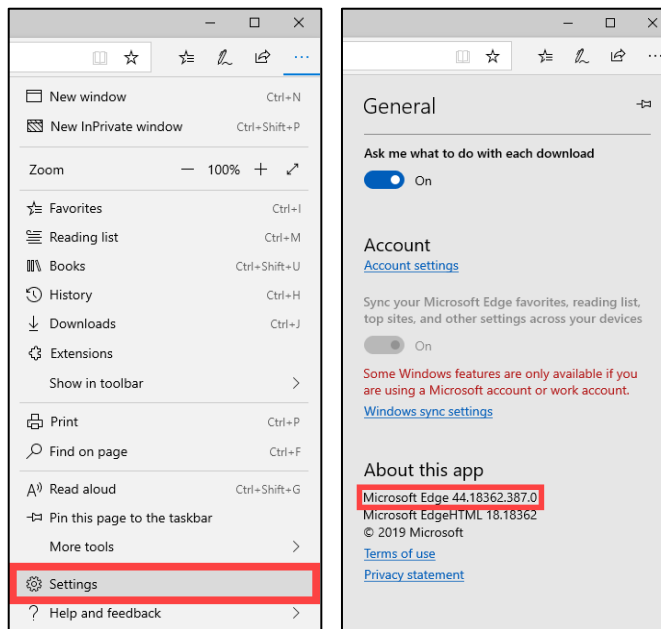 New window Ctrl+N
New InPrivate window Ctrl+Shift+P
Zoom 100%
Favorites Ctrl+I
Reading list Ctrl+M
Books Ctrl+Shift+U
History Ctrl+H
Downloads Ctrl+J
Extensions
Show in toolbar
Print Ctrl+P
Find on page Ctrl+F
Read aloud Ctrl+Shift+G
Pin this page to the taskbar
More tools
Settings
Help and feedback
General
Ask me what to do with each download
On
Account
Account settings
Sync your Microsoft Edge favorites, reading list,
top sites, and other settings across your devices
On
Some Windows features are only available if you
are using a Microsoft account or work account.
Windows sync settings
About this app
Microsoft Edge 44.18362.387.0
Microsoft EdgeHTML 18.18362
© 2019 Microsoft
Terms of use
Privacy statement